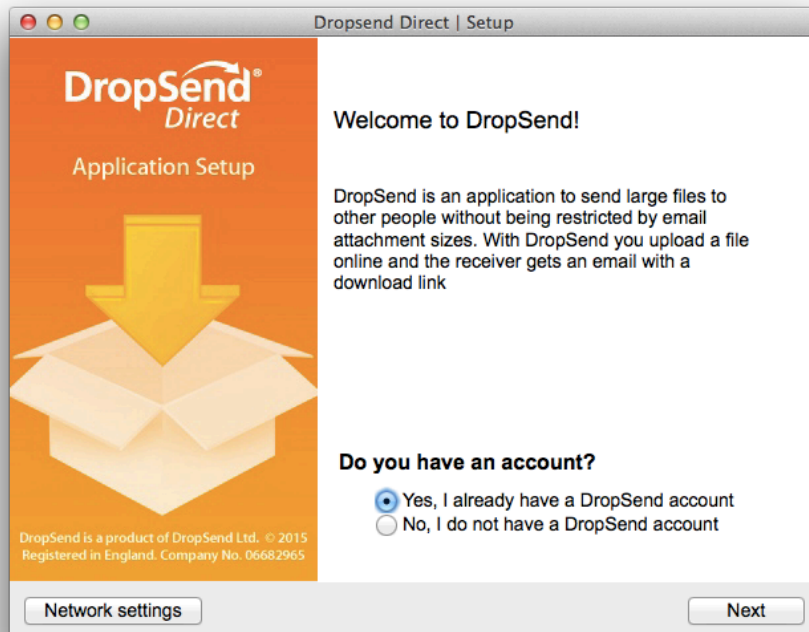 Dropsend Direct | Setup
DropSend®
Direct
Application Setup
Welcome to DropSend!
DropSend is an application to send large files to
other people without being restricted by email
attachment sizes. With DropSend you upload a file
online and the receiver gets an email with a
download link
Do you have an account?
Yes, I already have a DropSend account
No, I do not have a DropSend account
DropSend is a product of DropSend Ltd. © 2015
Registered in England. Company No. 06682965
Network settings
Next